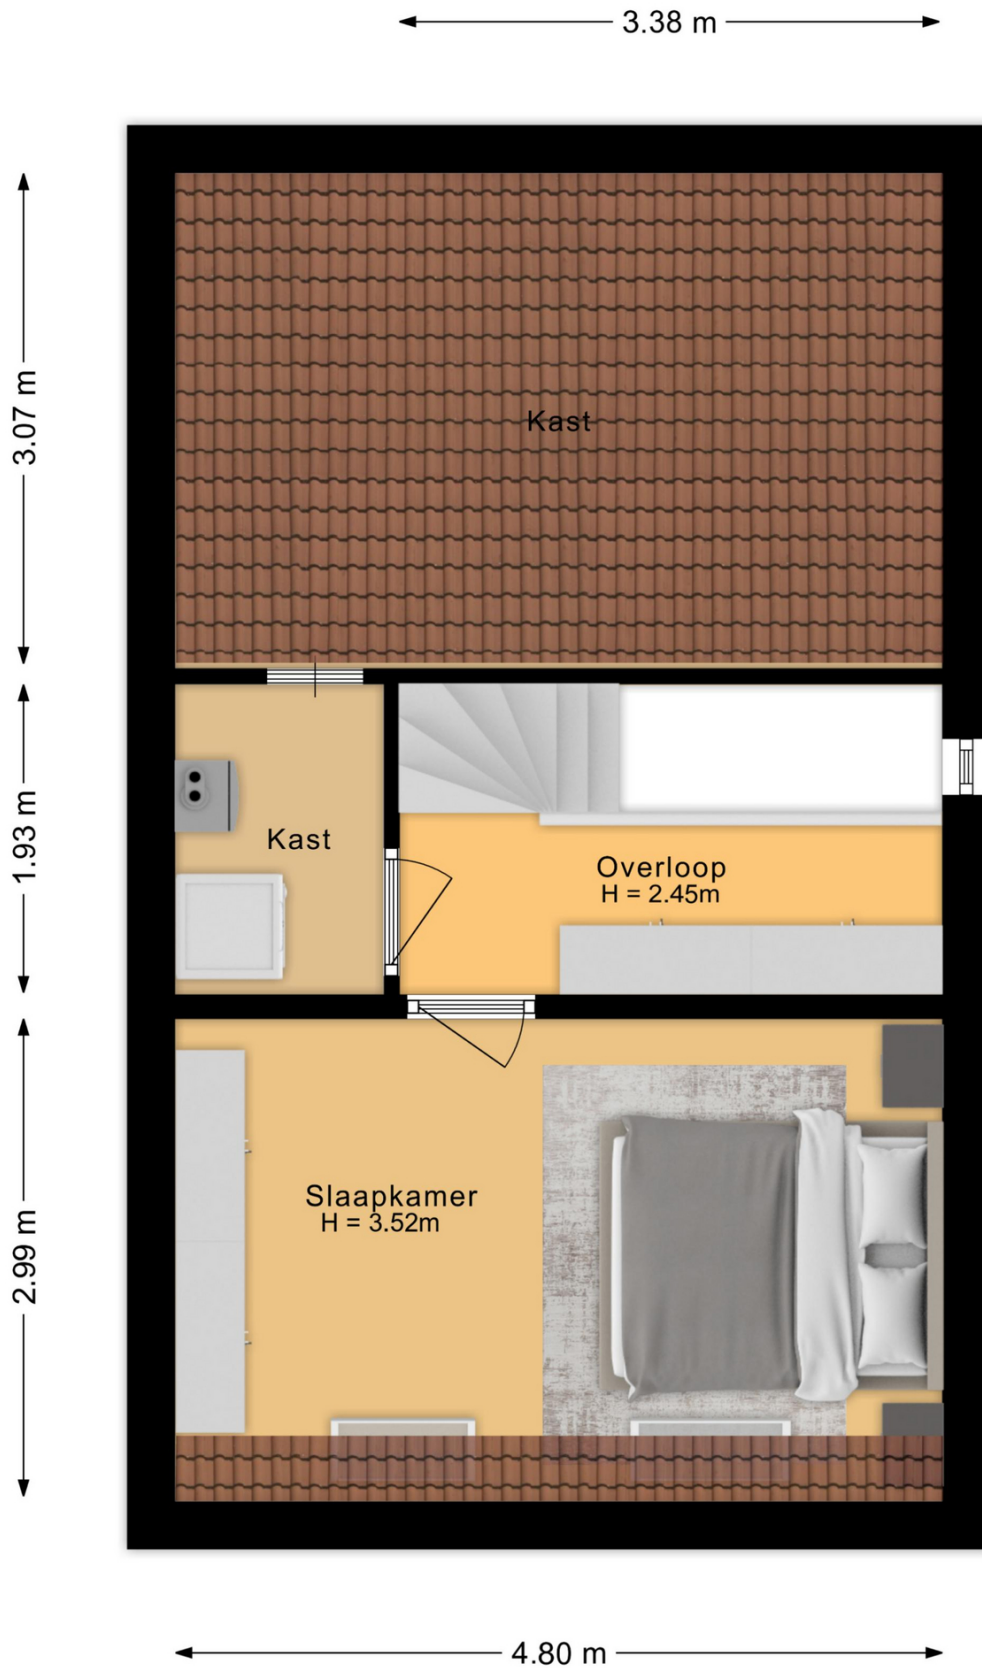 3.38 m
3.07 m
Kast
1.93 m
Kast
Overloop
H = 2.45m
2.99 m
Slaapkamer
H = 3.52m
4.80 m